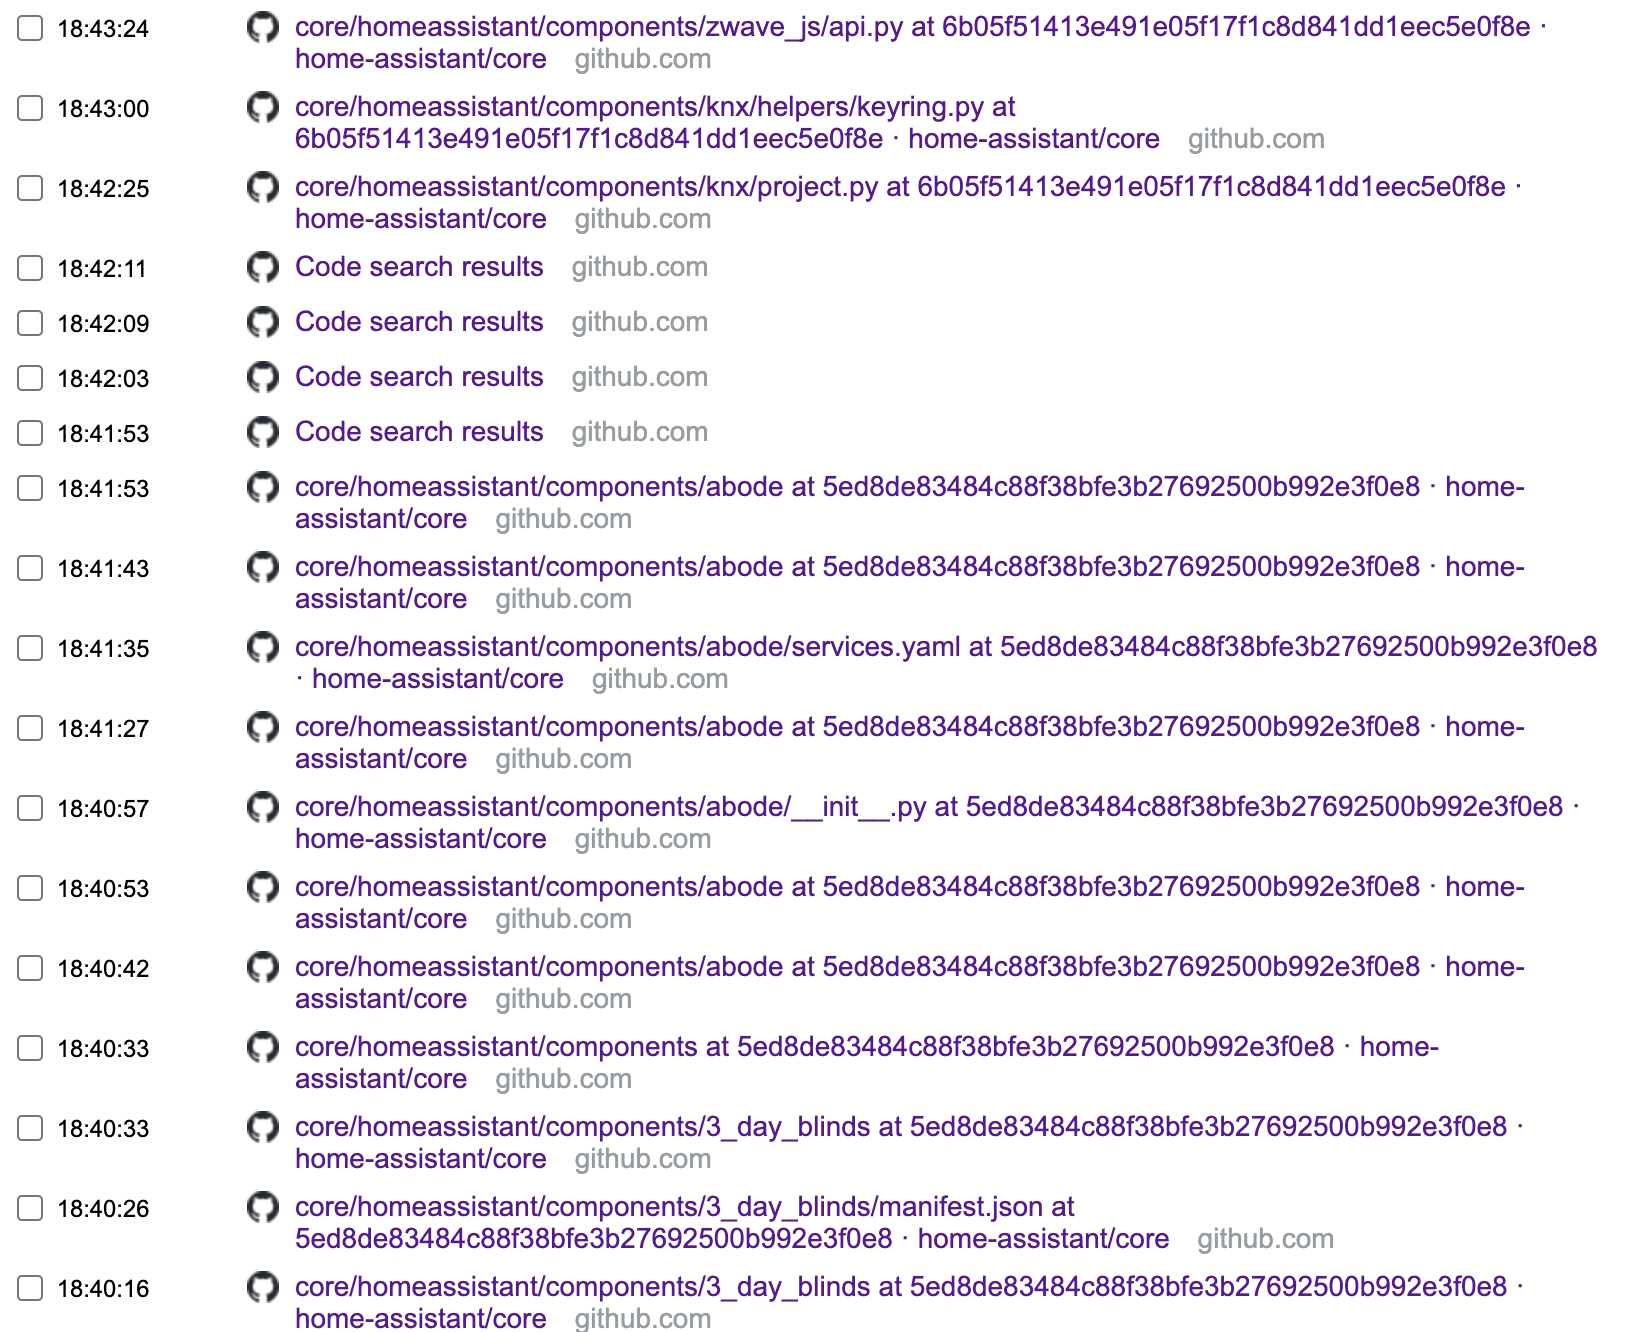 18:43:24 core/homeassistant/components/zwave_js/api.py at 6b05f51413e491e05f17f1c8d841dd1eec5e0f8e ·
home-assistant/core github.com
18:43:00 core/homeassistant/components/knx/helpers/keyring.py at
6b05f51413e491e05f17f1c8d841dd1eec5e0f8e · home-assistant/core github.com
18:42:25 core/homeassistant/components/knx/project.py at 6b05f51413e491e05f17f1c8d841dd1eec5e0f8e ·
home-assistant/core github.com
18:42:11 Code search results github.com
18:42:09 Code search results github.com
18:42:03 Code search results github.com
18:41:53 Code search results github.com
18:41:53 core/homeassistant/components/abode at 5ed8de83484c88f38bfe3b27692500b992e3f0e8 · home-
assistant/core github.com
18:41:43 core/homeassistant/components/abode at 5ed8de83484c88f38bfe3b27692500b992e3f0e8 · home-
assistant/core github.com
18:41:35 core/homeassistant/components/abode/services.yaml at 5ed8de83484c88f38bfe3b27692500b992e3f0e8
· home-assistant/core github.com
18:41:27 core/homeassistant/components/abode at 5ed8de83484c88f38bfe3b27692500b992e3f0e8 · home-
assistant/core github.com
18:40:57 core/homeassistant/components/abode/__init__.py at 5ed8de83484c88f38bfe3b27692500b992e3f0e8 ·
home-assistant/core github.com
18:40:53 core/homeassistant/components/abode at 5ed8de83484c88f38bfe3b27692500b992e3f0e8 · home-
assistant/core github.com
18:40:42 core/homeassistant/components/abode at 5ed8de83484c88f38bfe3b27692500b992e3f0e8 · home-
assistant/core github.com
18:40:33 core/homeassistant/components at 5ed8de83484c88f38bfe3b27692500b992e3f0e8 · home-
assistant/core github.com
18:40:33 core/homeassistant/components/3_day_blinds at 5ed8de83484c88f38bfe3b27692500b992e3f0e8 ·
home-assistant/core github.com
18:40:26 core/homeassistant/components/3_day_blinds/manifest.json at
5ed8de83484c88f38bfe3b27692500b992e3f0e8 · home-assistant/core github.com
18:40:16 core/homeassistant/components/3_day_blinds at 5ed8de83484c88f38bfe3b27692500b992e3f0e8 ·
home-assistant/core github.com